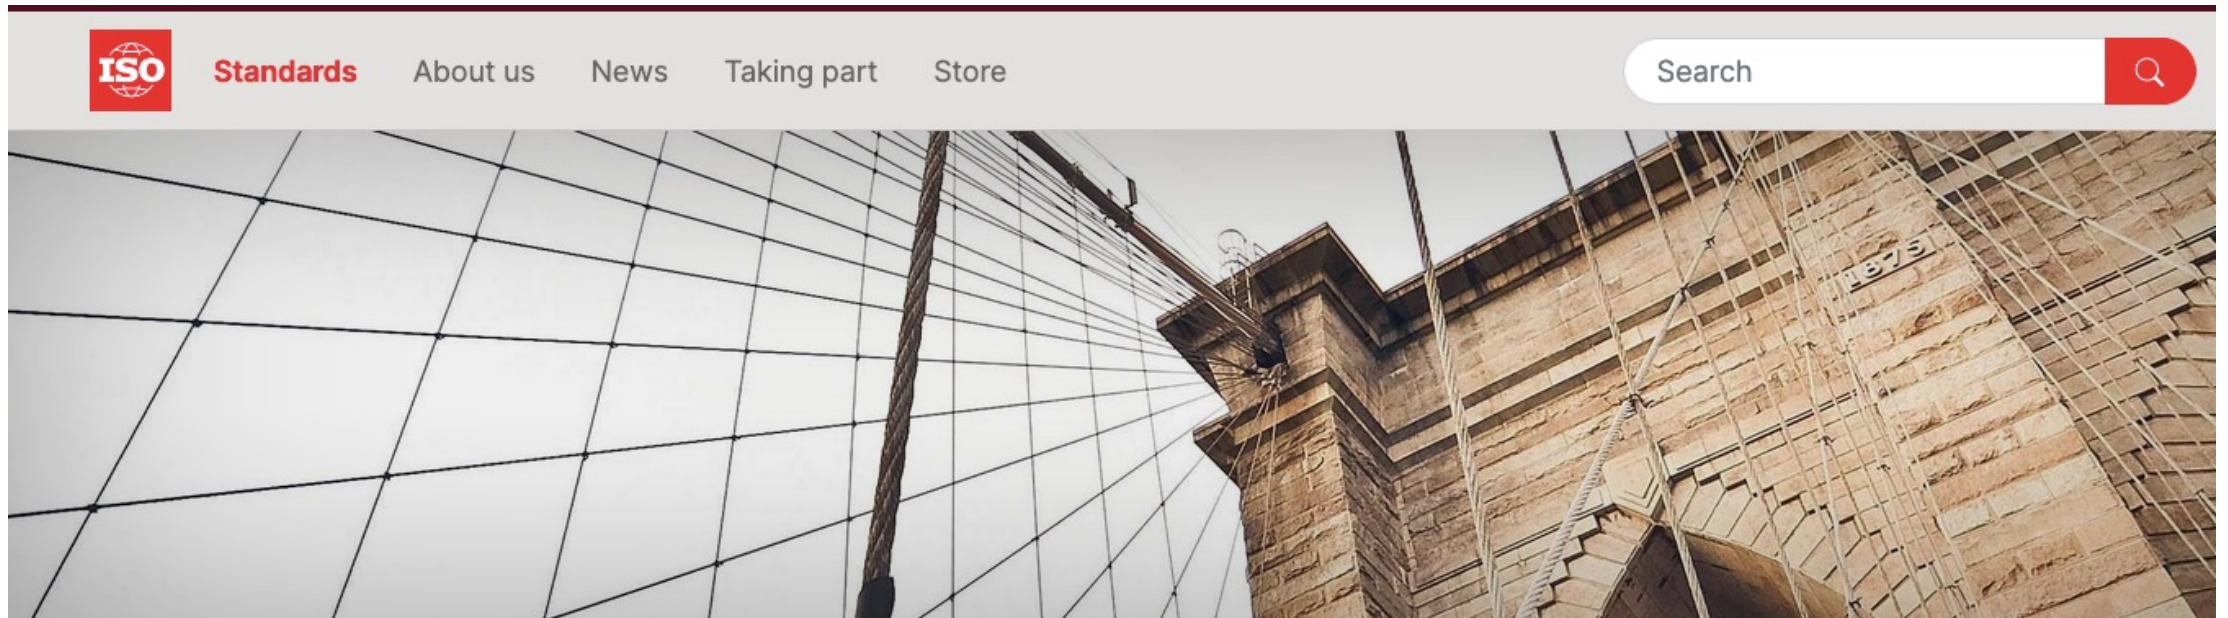 ISO
Standards
About us
News
Taking part
Store
Search
1875